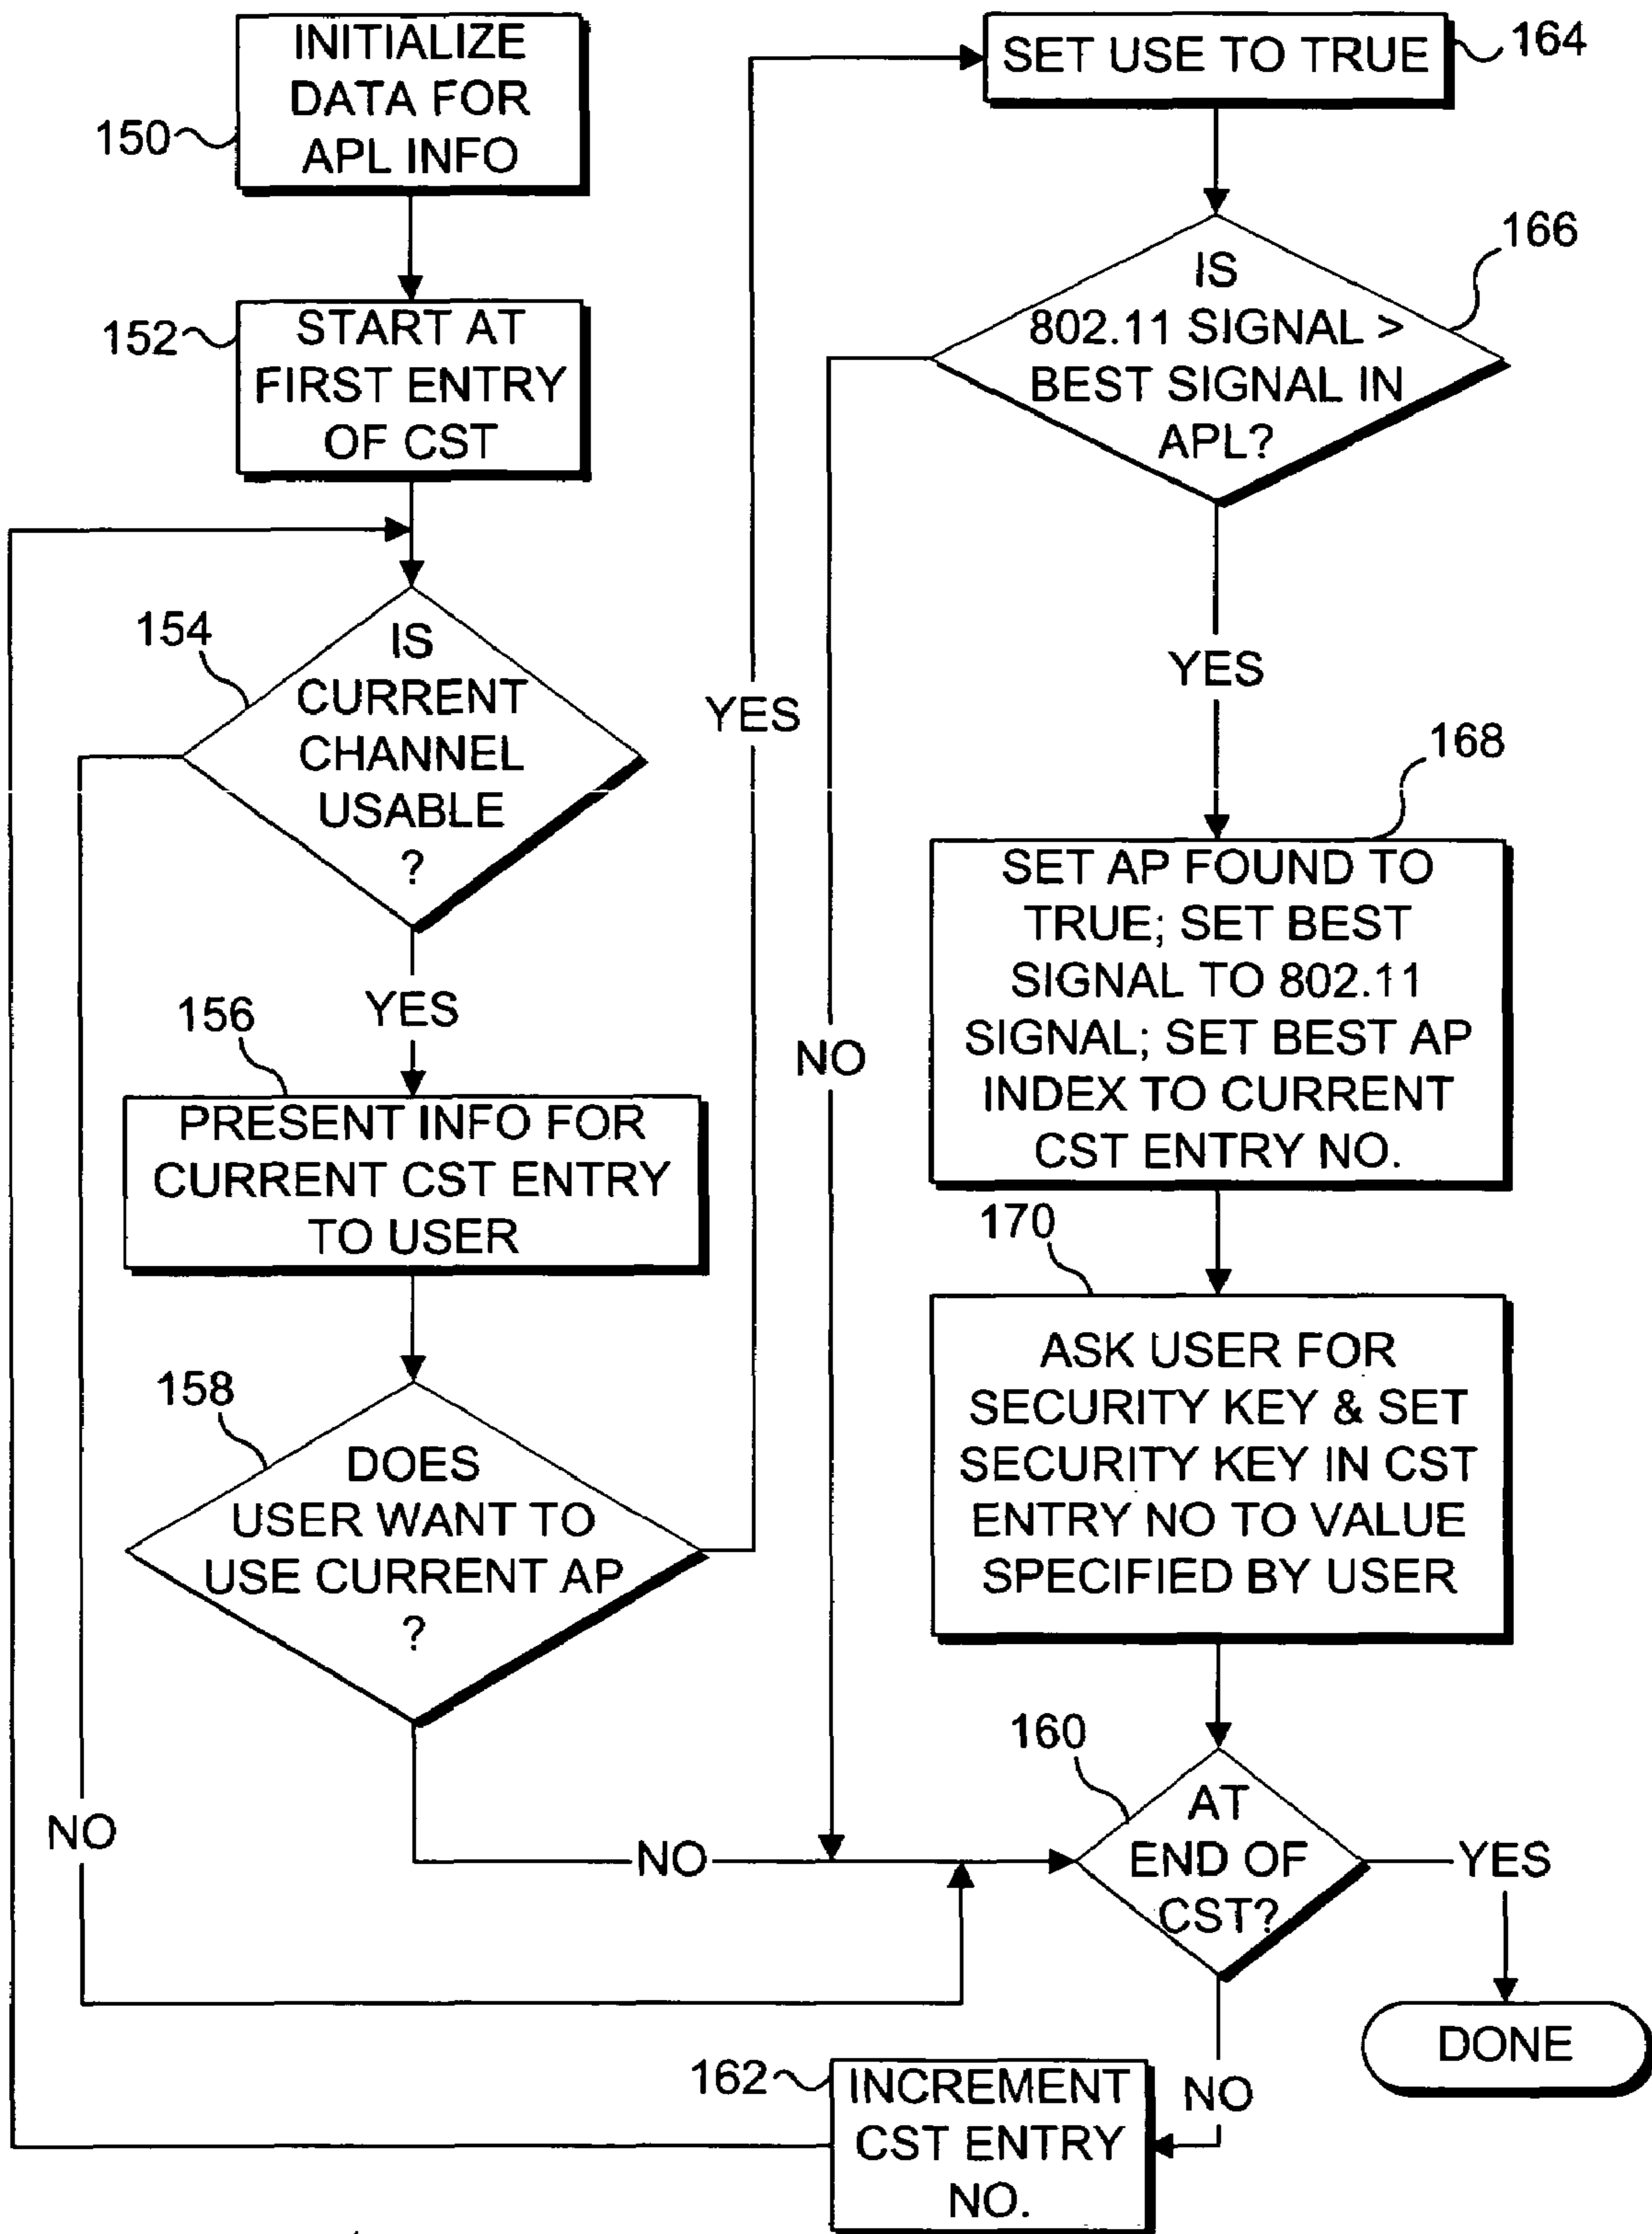 INITIALIZE
DATA FOR
APL INFO
150
START AT
FIRST ENTRY
OF CST
152
154
IS
CURRENT
CHANNEL
USABLE
?
YES
NO
156
PRESENT INFO FOR
CURRENT CST ENTRY
TO USER
158
DOES
USER WANT TO
USE CURRENT AP
?
YES
NO
SET USE TO TRUE
164
166
IS
802.11 SIGNAL >
BEST SIGNAL IN
APL?
NO
YES
168
SET AP FOUND TO
TRUE; SET BEST
SIGNAL TO 802.11
SIGNAL; SET BEST AP
INDEX TO CURRENT
CST ENTRY NO.
170
ASK USER FOR
SECURITY KEY & SET
SECURITY KEY IN CST
ENTRY NO TO VALUE
SPECIFIED BY USER
160
AT
END OF
CST?
YES
DONE
NO
162
INCREMENT
CST ENTRY
NO.